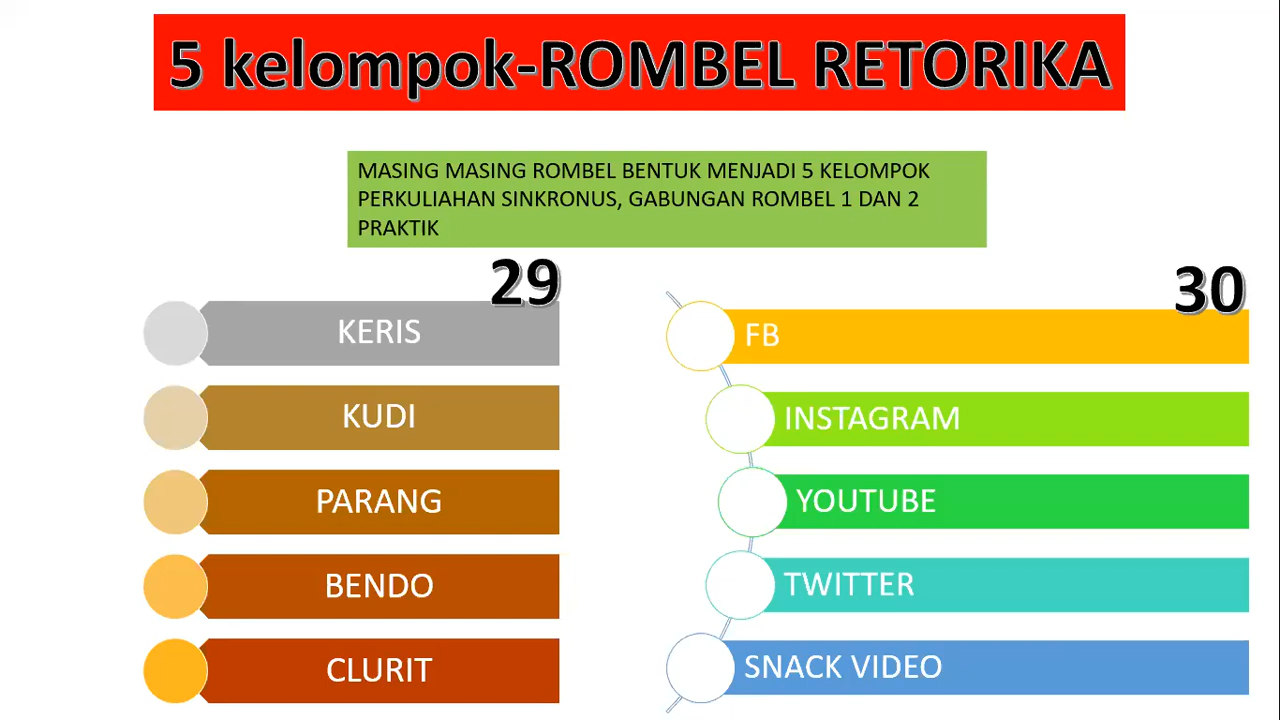 5 kelompok-ROMBEL RETORIKA
MASING MASING ROMBEL BENTUK MENJADI 5 KELOMPOK
PERKULIAHAN SINKRONUS, GABUNGAN ROMBEL 1 DAN 2
PRAKTIK
29
KERIS
KUDI
PARANG
BENDO
CLURIT
30
FB
INSTAGRAM
YOUTUBE
TWITTER
SNACK VIDEO